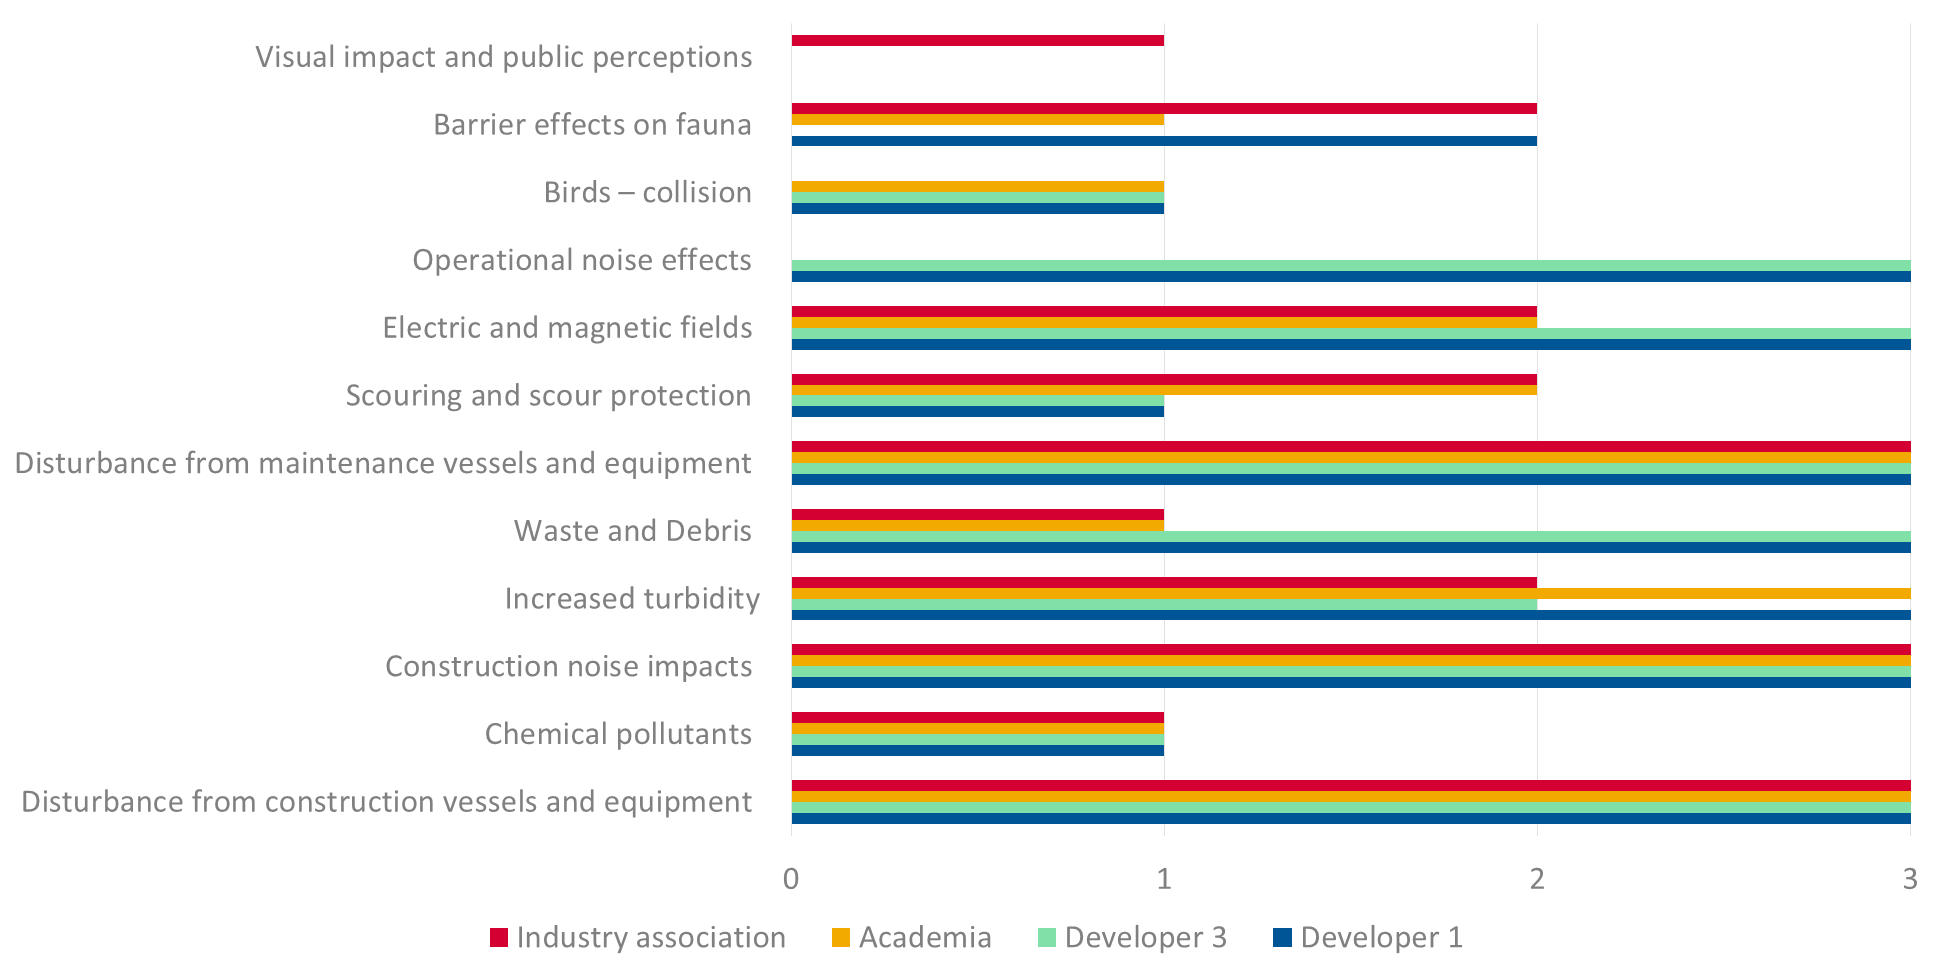 Visual impact and public perceptions
Barrier effects on fauna
Birds – collision
Operational noise effects
Electric and magnetic fields
Scouring and scour protection
Disturbance from maintenance vessels and equipment
Waste and Debris
Increased turbidity
Construction noise impacts
Chemical pollutants
Disturbance from construction vessels and equipment
0 1 2 3
Industry association Academia Developer 3 Developer 1